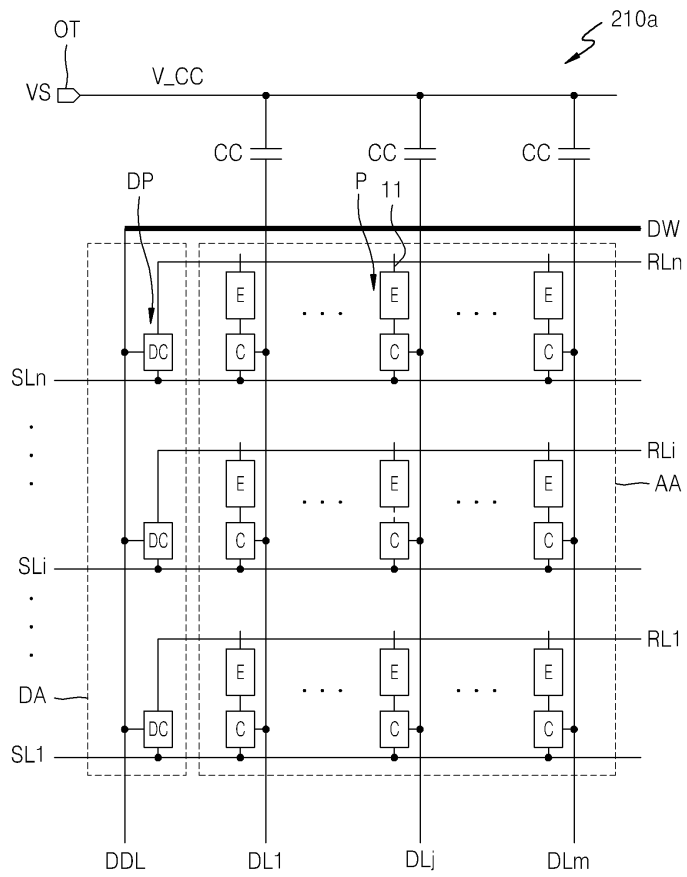 OT
210a
VS
V_CC
CC CC CC
DP P 11
DW
RLn
E E E
. . . . . .
DC C C C
SLn
.
.
.
RLi
AA
E E E
. . . . . .
DC C C C
SLi
.
.
.
RL1
E E E
. . . . . .
DA
DC C C C
SL1
DDL DL1 DLj DLm